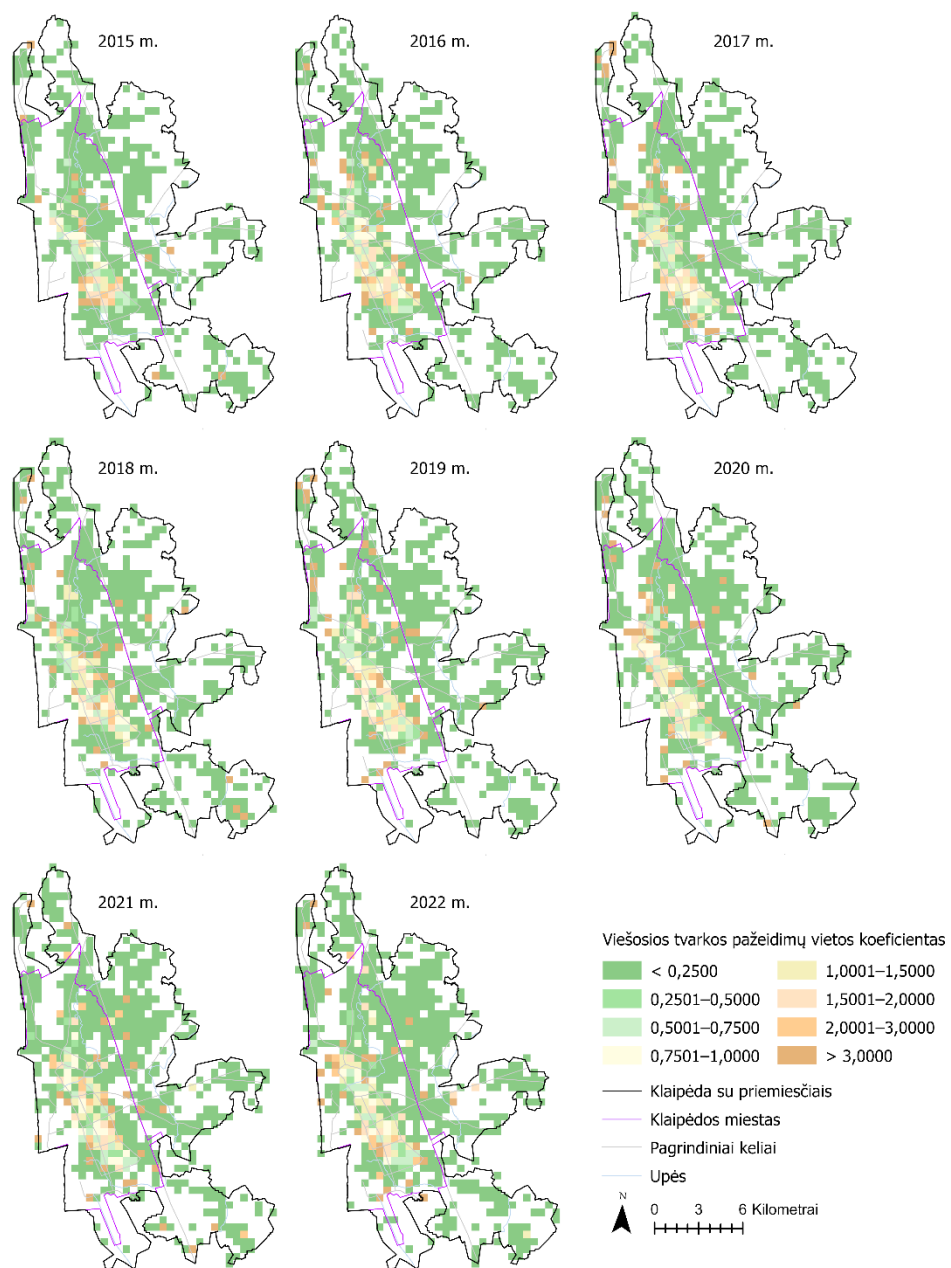 2015 m.
2016 m.
2017 m.
2018 m.
2019 m.
2020 m.
2021 m.
2022 m.
Viešosios tvarkos pažeidimų vietos koeficientas
< 0,2500
0,2501–0,5000
0,5001–0,7500
0,7501–1,0000
1,0001–1,5000
1,5001–2,0000
2,0001–3,0000
> 3,0000
Klaipėda su priemiesčiais
Klaipėdos miestas
Pagrindiniai keliai
Upės
N
0 3 6 Kilometrai